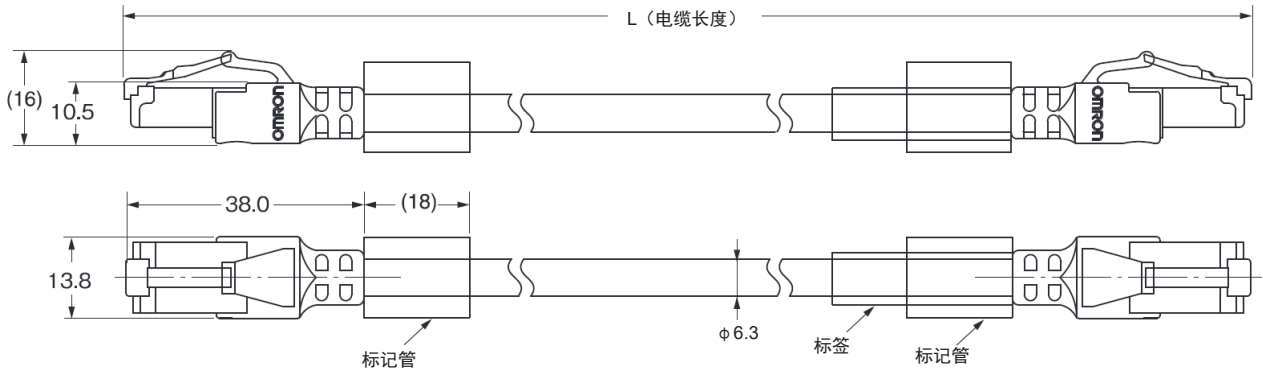 L（电缆长度）
(16)
10.5
OMRON
OMRON
38.0
(18)
13.8
φ6.3
标记管
标签
标记管